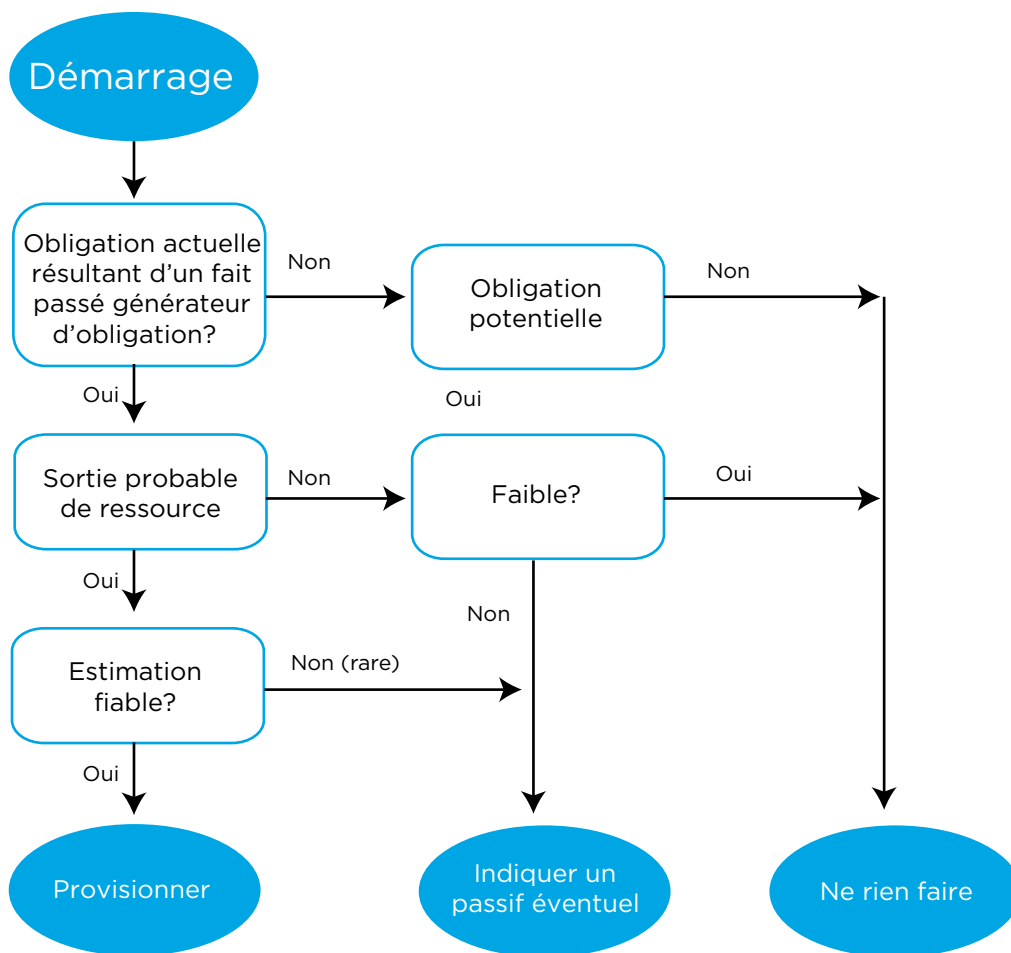 Démarrage
Obligation actuelle
résultant d'un fait
passé générateur
d'obligation?
Non
Obligation
potentielle
Non
Oui
Oui
Sortie probable
de ressource
Non
Faible?
Oui
Oui
Non
Estimation
fiable?
Non (rare)
Oui
Provisionner
Indiquer un
passif éventuel
Ne rien faire